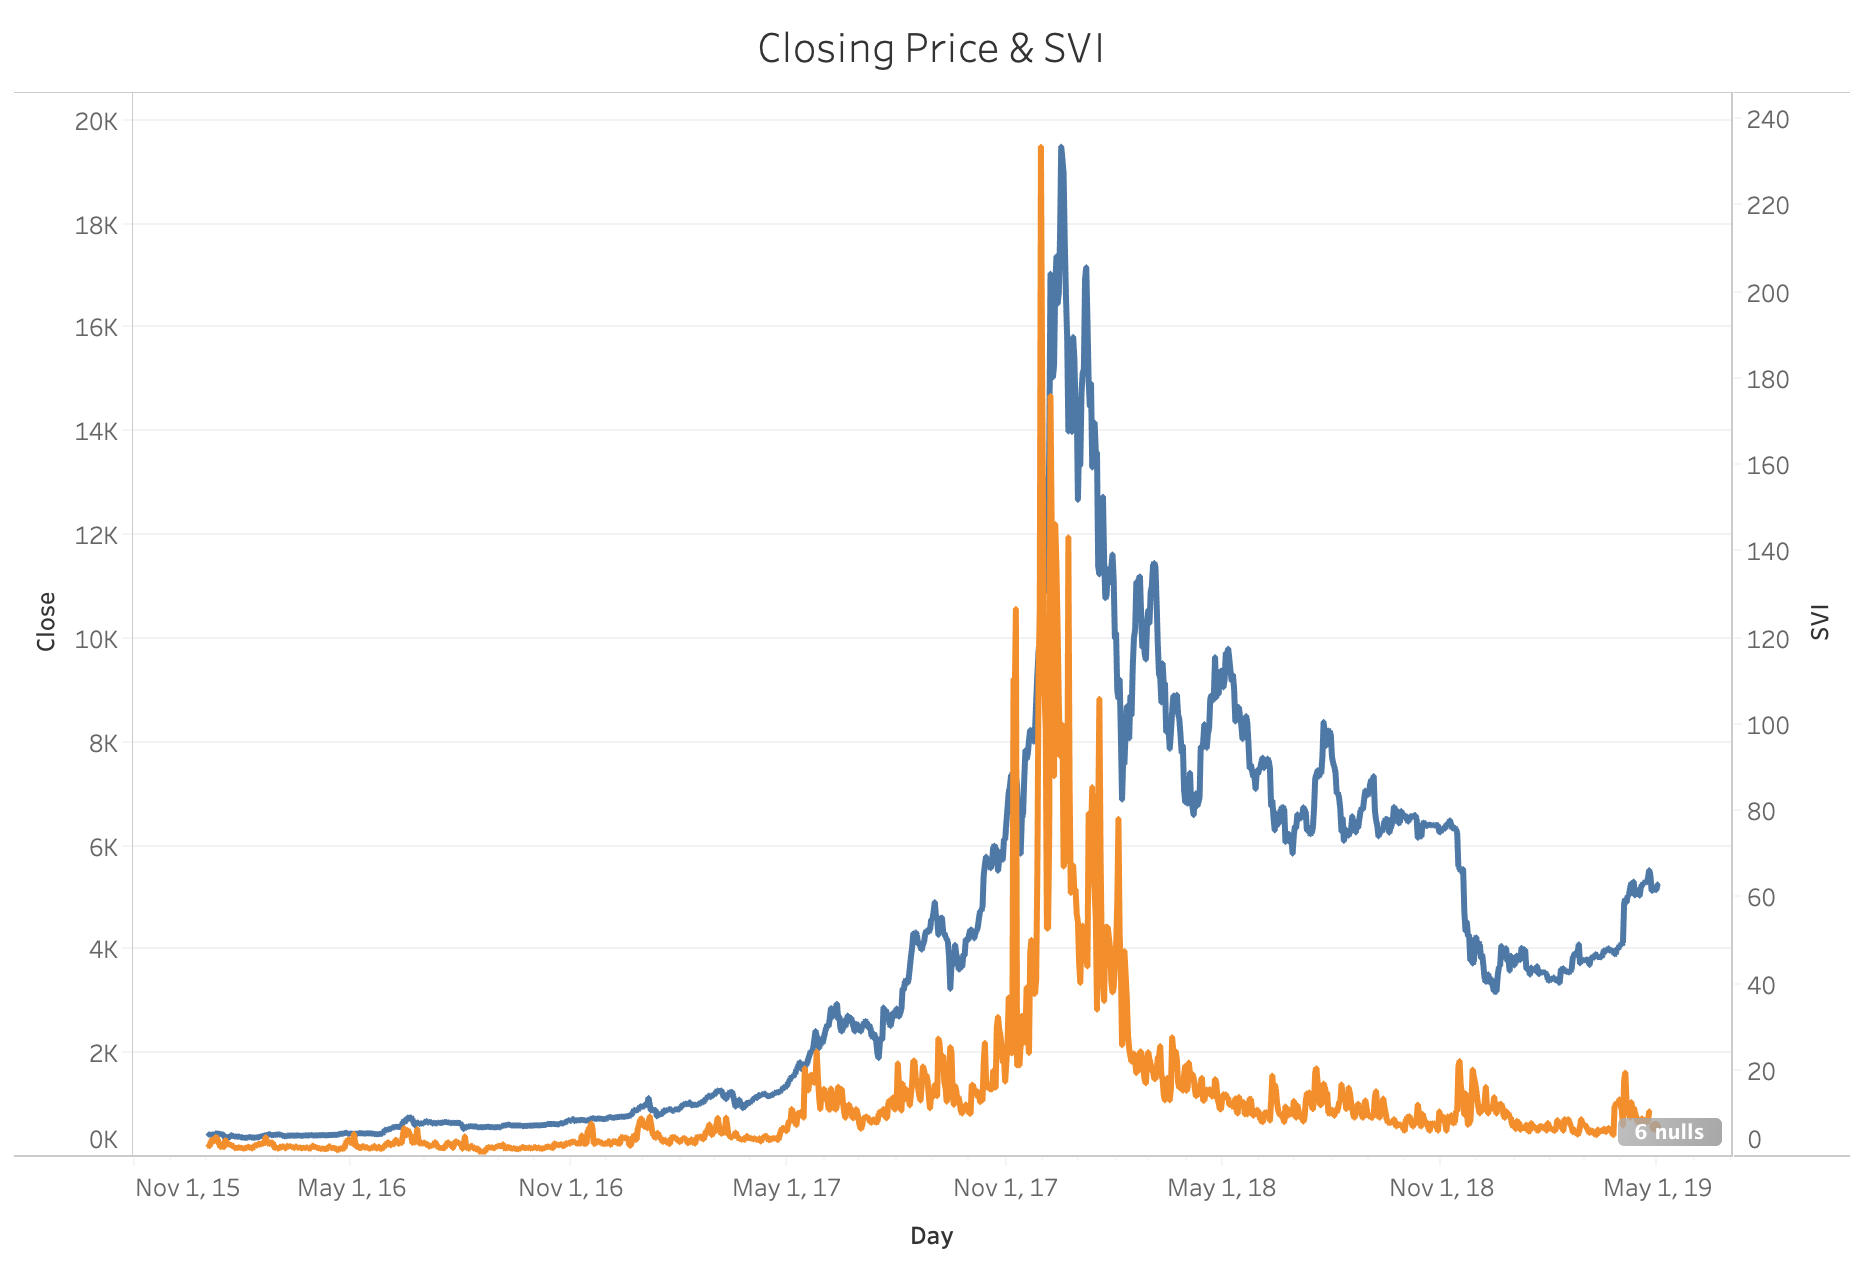 Closing Price & SVI
20K
18K
16K
14K
12K
10K
8K
6K
4K
2K
0K
Close
240
220
200
180
160
140
120
100
80
60
40
20
0
SVI
6 nulls
Nov 1, 15
May 1, 16
Nov 1, 16
May 1, 17
Nov 1, 17
May 1, 18
Nov 1, 18
May 1, 19
Day